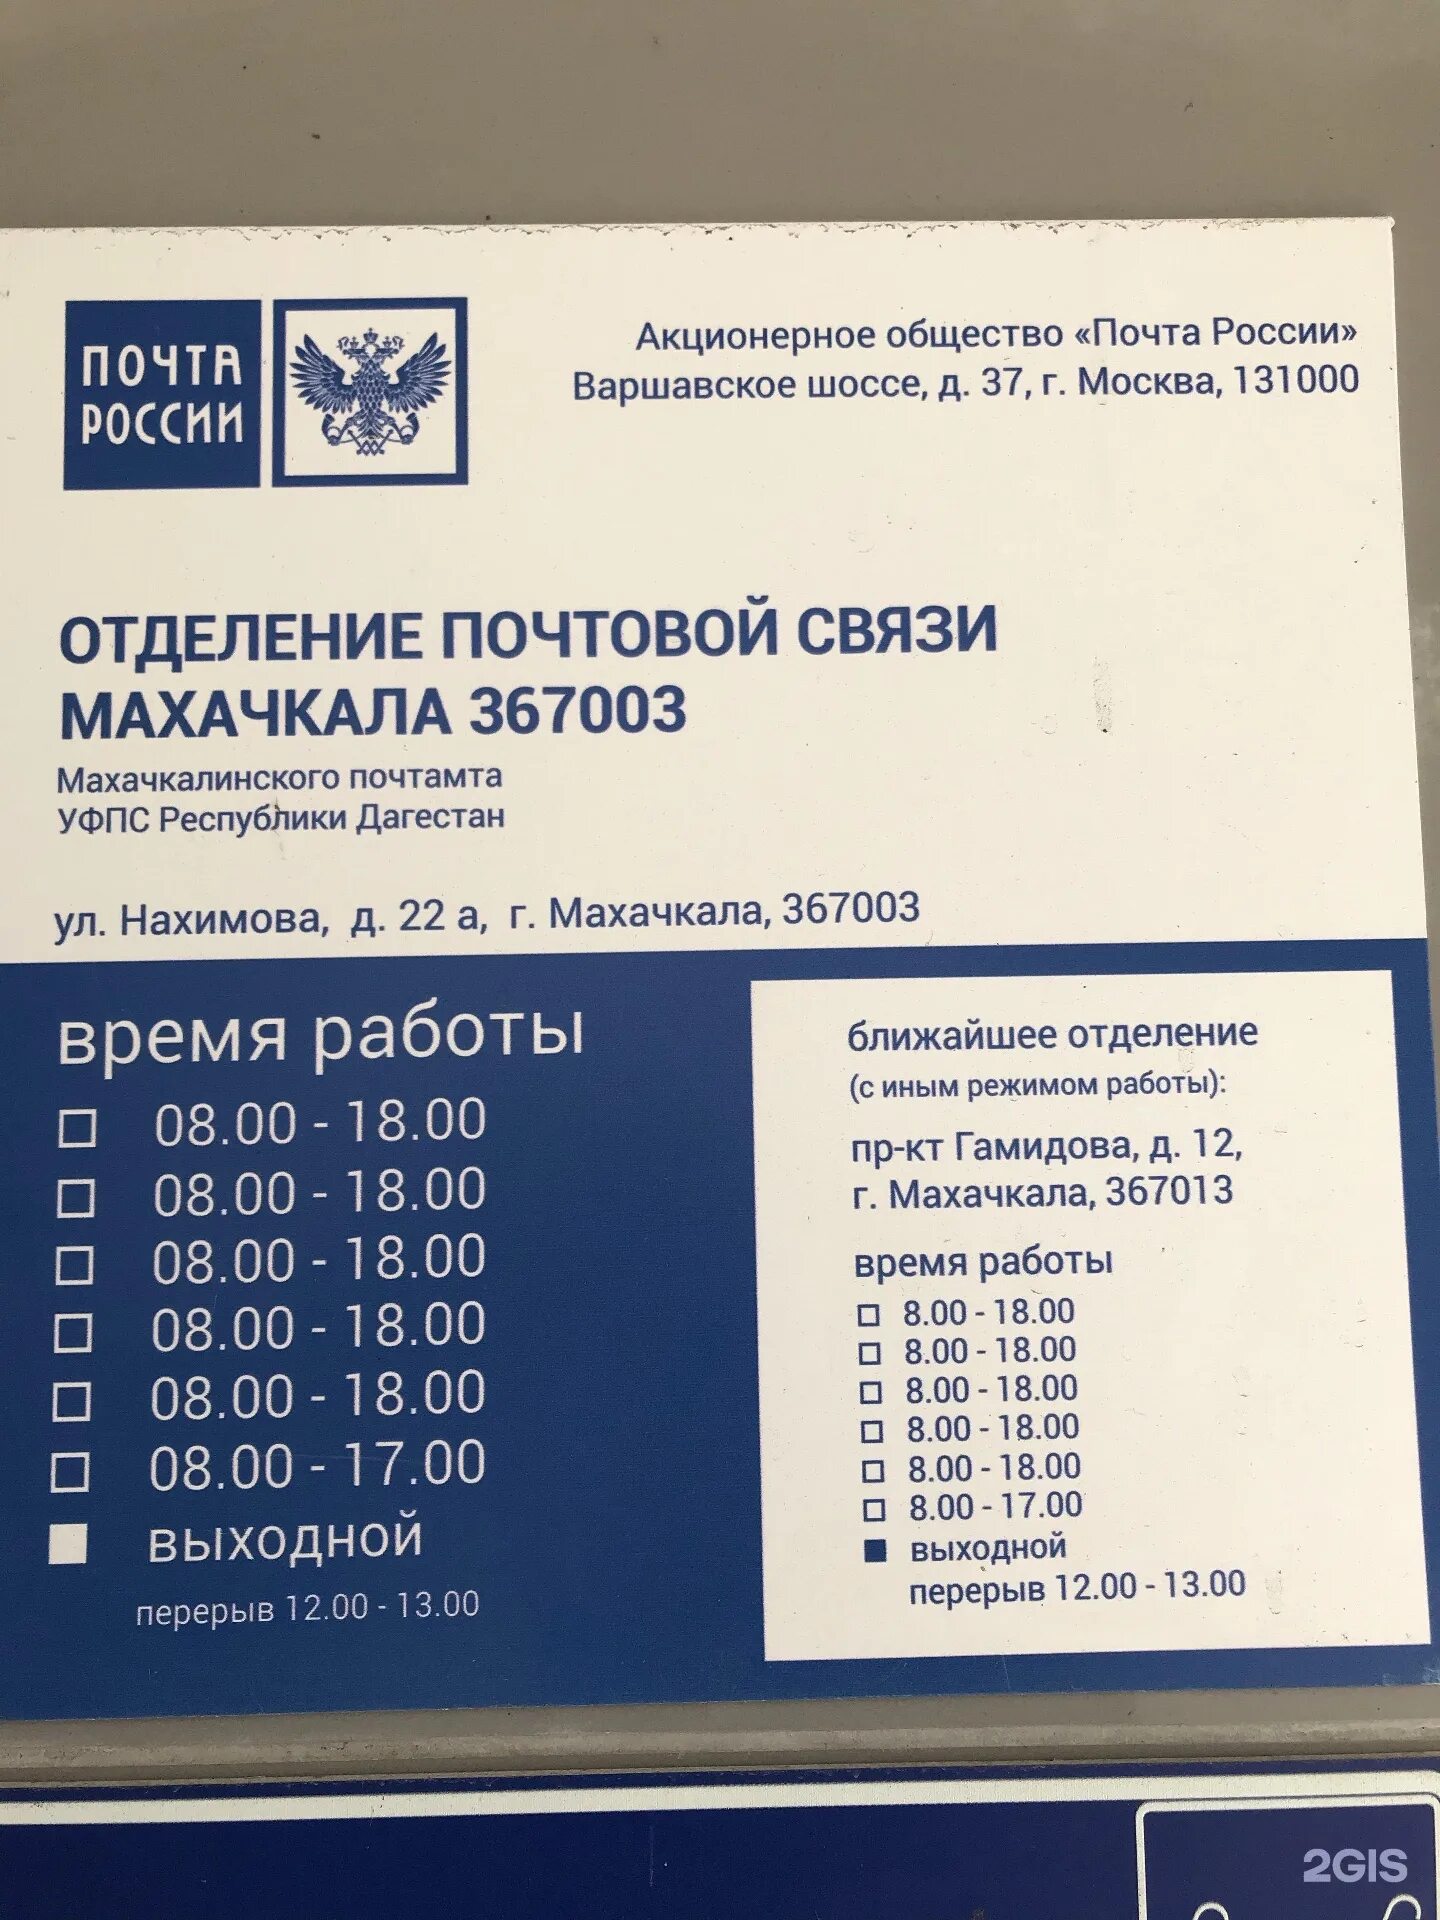 ПОЧТА
РОССИИ
Акционерное общество «Почта России»
Варшавское шоссе, д. 37, г. Москва, 131000
ОТДЕЛЕНИЕ ПОЧТОВОЙ СВЯЗИ
МАХАЧКАЛА 367003
Махачкалинского почтамта
УФПС Республики Дагестан
ул. Нахимова, д. 22 а, г. Махачкала, 367003
время работы
08.00 - 18.00
08.00 - 18.00
08.00 - 18.00
08.00 - 18.00
08.00 - 18.00
08.00 - 17.00
выходной
перерыв 12.00 - 13.00
ближайшее отделение
(с иным режимом работы):
пр-кт Гамидова, д. 12,
г. Махачкала, 367013
время работы
8.00 - 18.00
8.00 - 18.00
8.00 - 18.00
8.00 - 18.00
8.00 - 18.00
8.00 - 17.00
выходной
перерыв 12.00 - 13.00
2GIS